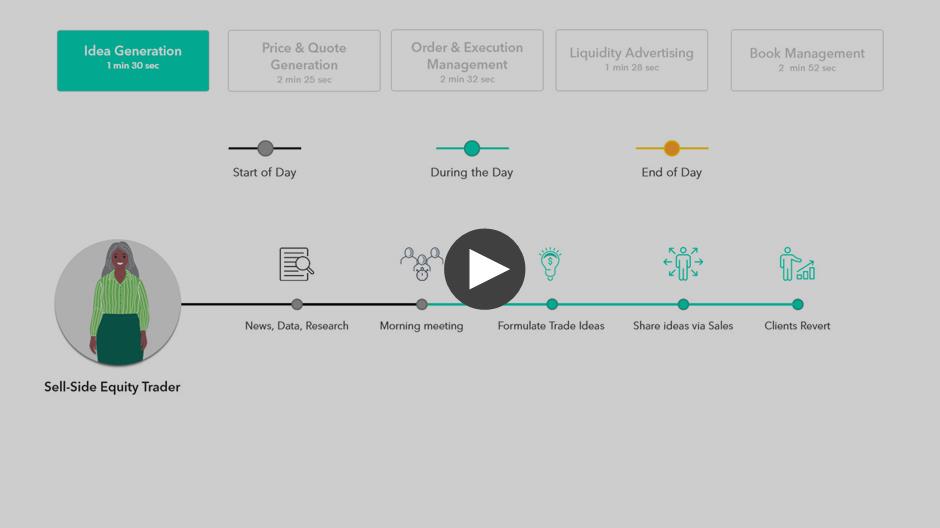 Idea Generation
1 min 30 sec
Price & Quote
Generation
2 min 25 sec
Order & Execution
Management
2 min 32 sec
Liquidity Advertising
1 min 28 sec
Book Management
2 min 52 sec
Start of Day
During the Day
End of Day
$
News, Data, Research
Morning meeting
Formulate Trade Ideas
Share ideas via Sales
Clients Revert
Sell-Side Equity Trader